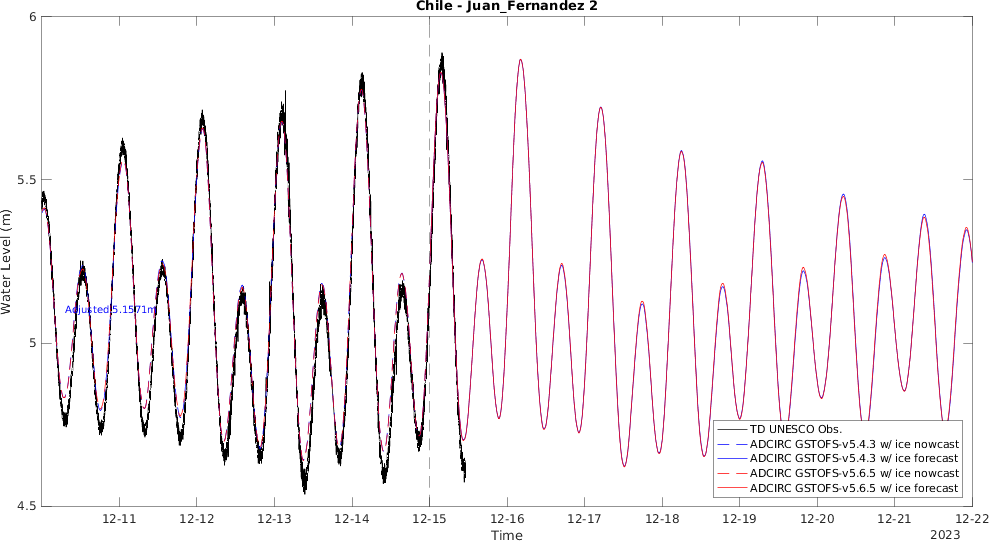 Chile - Juan_Fernandez 2
6
5.5
5
4.5
Water Level (m)
Adjusted 5.1571m
TD UNESCO Obs.
ADCIRC GSTOFS-v5.4.3 w/ ice nowcast
ADCIRC GSTOFS-v5.4.3 w/ ice forecast
ADCIRC GSTOFS-v5.6.5 w/ ice nowcast
ADCIRC GSTOFS-v5.6.5 w/ ice forecast
12-11 12-12 12-13 12-14 12-15 12-16 12-17 12-18 12-19 12-20 12-21 12-22
Time
2023